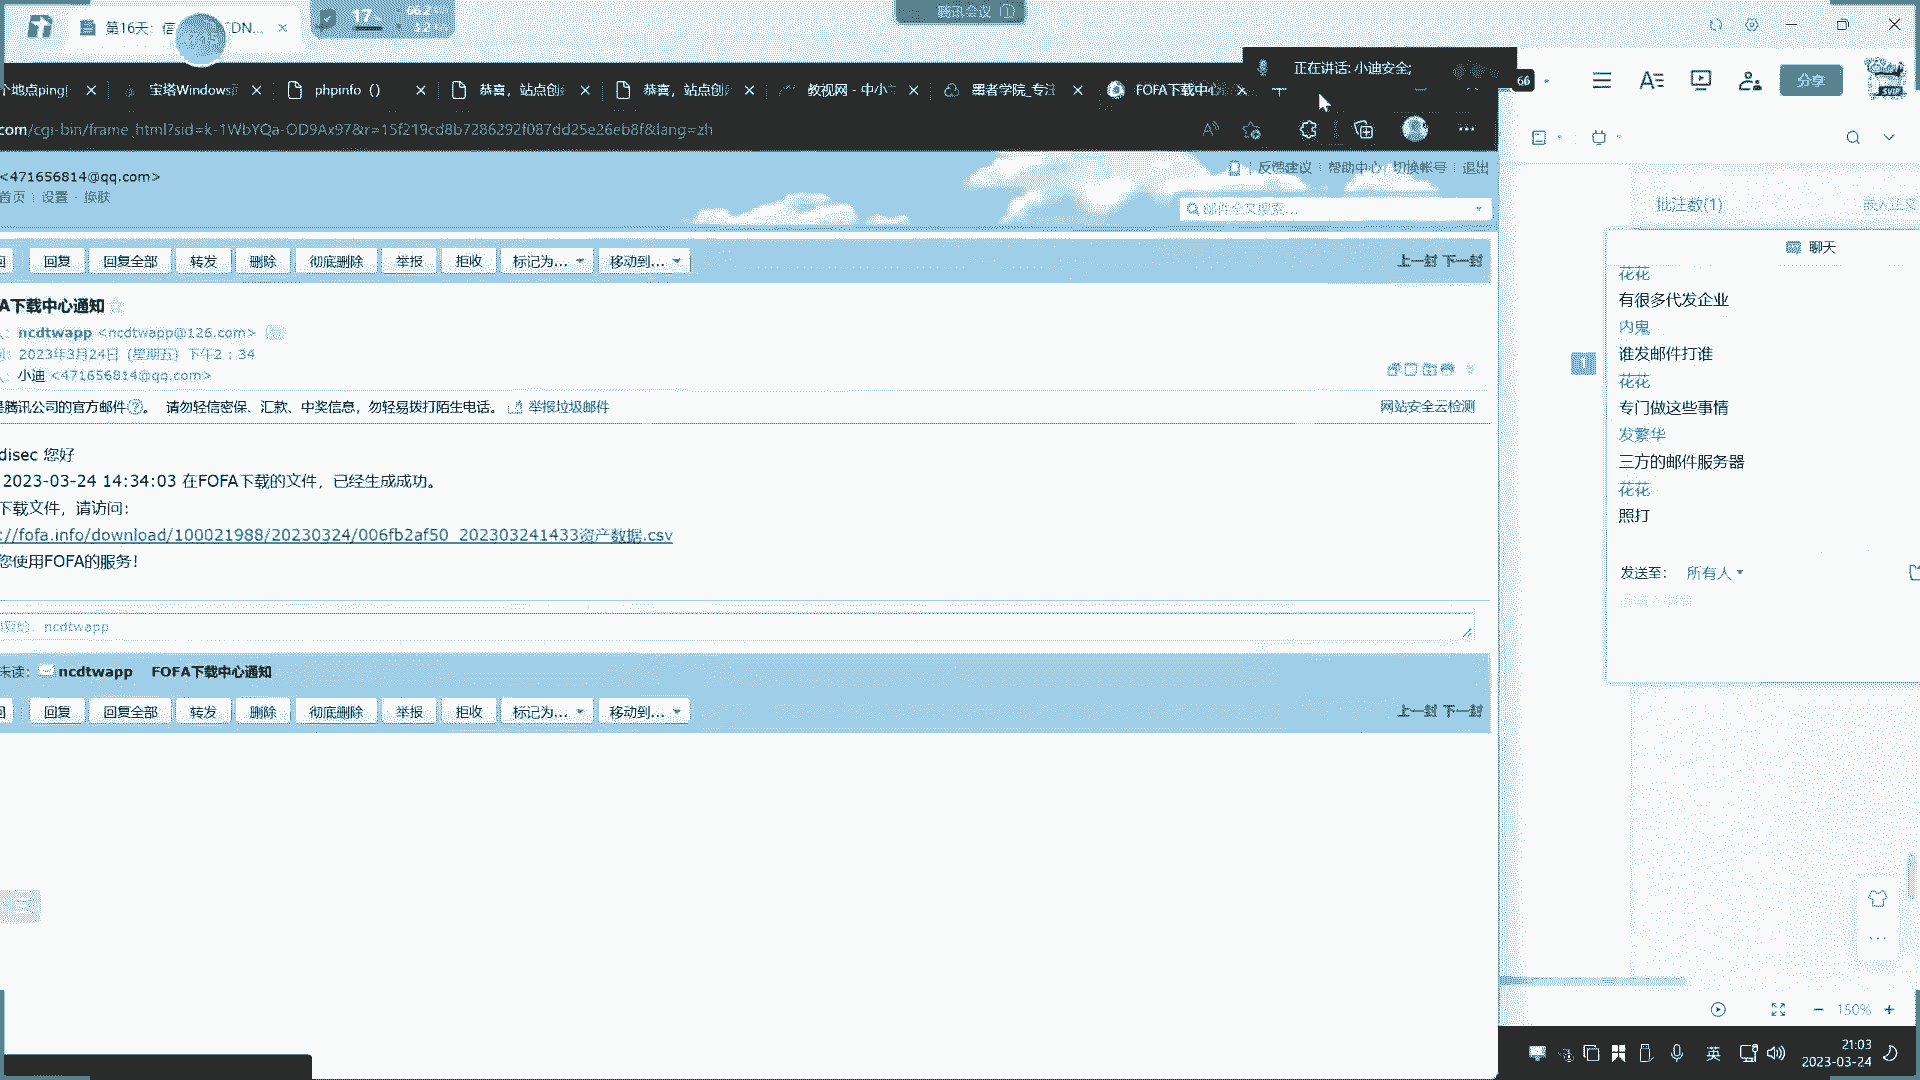 第16天：信
DN...
17
66.2
腾讯会议
正在讲话: 小迪安全;
66
分享
SVIP
个地点ping
宝塔Windows
phpinfo ()
恭喜，站点创
恭喜，站点创
教视网 - 中小
墨者学院_专注
FOFA下载中心
com/cgi-bin/frame_html?sid=k-1WbYQa-OD9Ax97&r=15f219cd8b7286292f087dd25e26eb8f&lang=zh
<471656814@qq.com>
首页 | 设置 - 换肤
反馈建议 | 帮助中心 | 切换帐号 | 退出
邮件全文搜索...
回复 回复全部 转发 删除 彻底删除 举报 拒收 标记为... 移动到...
上一封 下一封
A下载中心通知
ncdtwapp <ncdtwapp@126.com>
2023年3月24日 (星期五) 下午2：34
小迪 <471656814@qq.com>
是腾讯公司的官方邮件。 请勿轻信密保、汇款、中奖信息，勿轻易拨打陌生电话。 举报垃圾邮件
网站安全云检测
disec 您好
2023-03-24 14:34:03 在FOFA下载的文件，已经生成成功。
下载文件，请访问：
://fofa.info/download/100021988/20230324/006fb2af50_202303241433资产数据.csv
您使用FOFA的服务！
ncdtwapp
未读： ncdtwapp FOFA下载中心通知
回复 回复全部 转发 删除 彻底删除 举报 拒收 标记为... 移动到...
上一封 下一封
批注数(1)
嵌入正文
聊天
花花
有很多代发企业
内鬼
谁发邮件打谁
花花
专门做这些事情
发繁华
三方的邮件服务器
花花
照打
1
发送至： 所有人
150%
英
21:03
2023-03-24